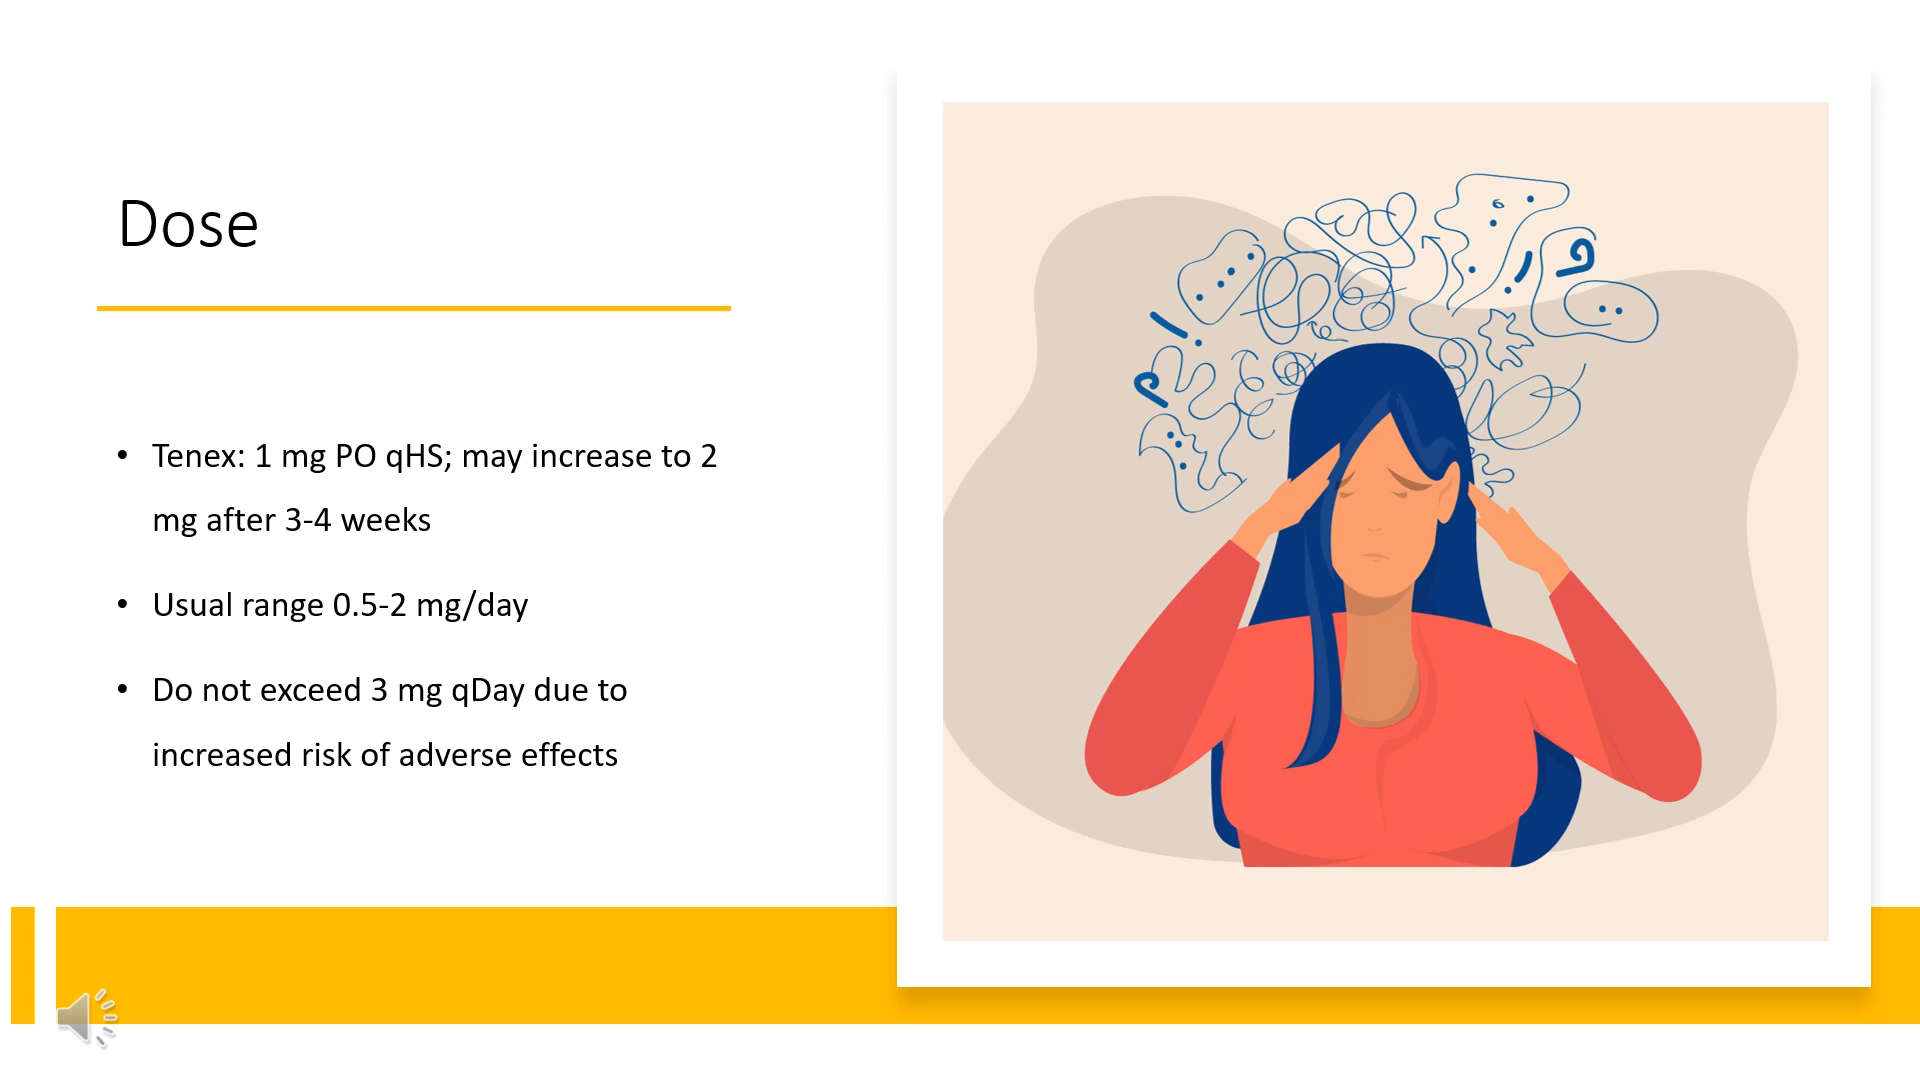 Dose
• Tenex: 1 mg PO qHS; may increase to 2
mg after 3-4 weeks
• Usual range 0.5-2 mg/day
• Do not exceed 3 mg qDay due to
increased risk of adverse effects